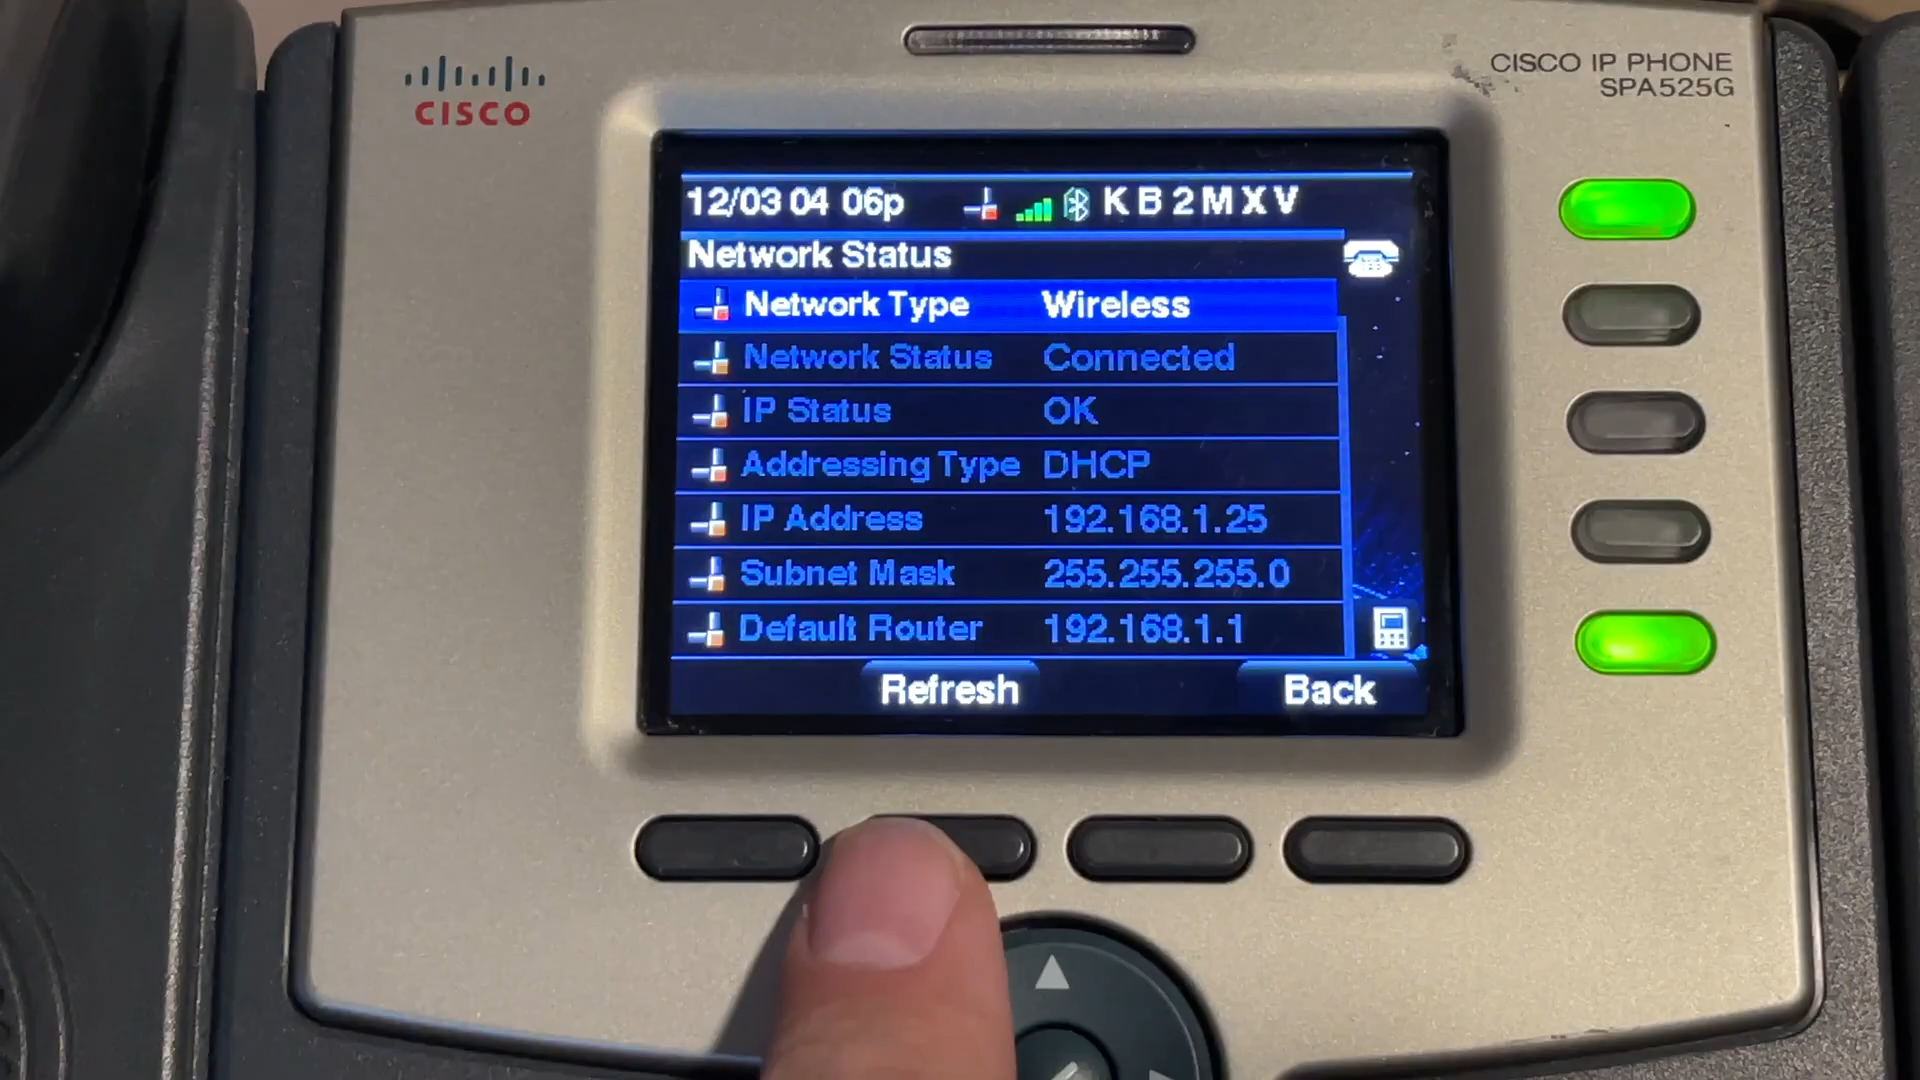 CISCO
CISCO IP PHONE
SPA525G
12/03 04 06p KB2MXV
Network Status
Network Type Wireless
Network Status Connected
IP Status OK
Addressing Type DHCP
IP Address 192.168.1.25
Subnet Mask 255.255.255.0
Default Router 192.168.1.1
Refresh Back